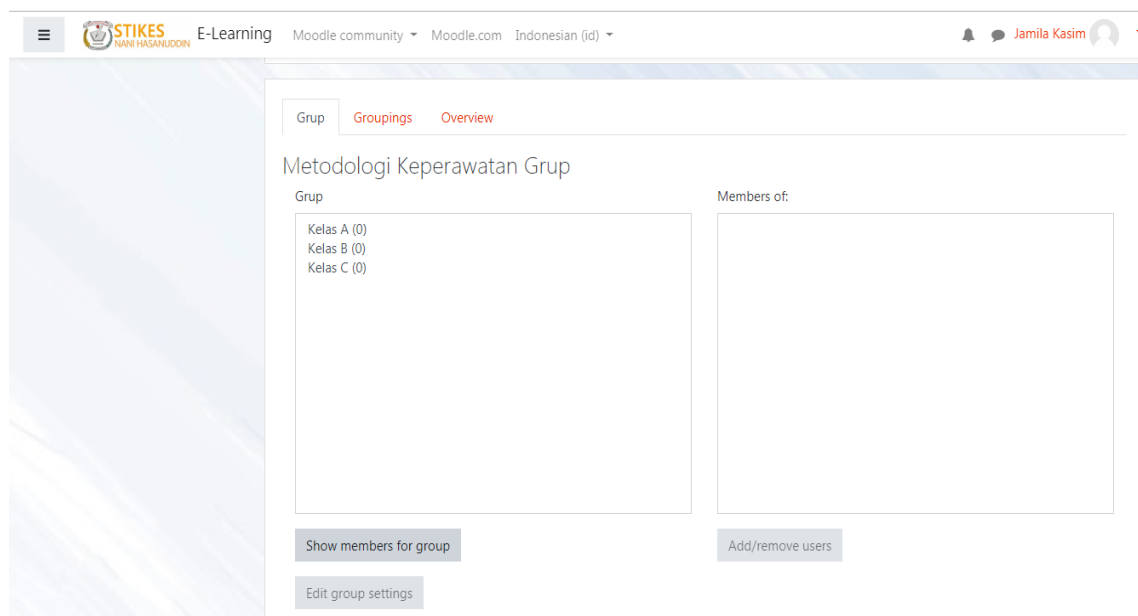 STIKES
NANI HASANUDDIN
E-Learning Moodle community Moodle.com Indonesian (id) Jamila Kasim
Grup Groupings Overview
Metodologi Keperawatan Grup
Grup
Kelas A (0)
Kelas B (0)
Kelas C (0)
Show members for group
Edit group settings
Members of:
Add/remove users